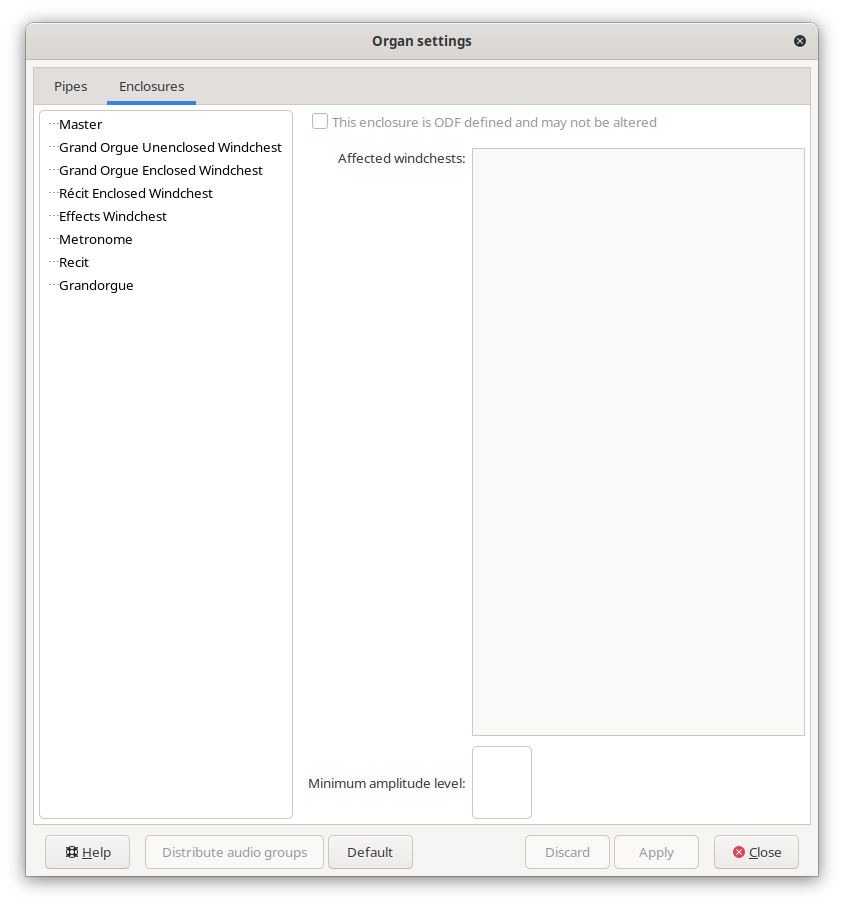 Organ settings
Pipes Enclosures
Master
Grand Orgue Unenclosed Windchest
Grand Orgue Enclosed Windchest
Récit Enclosed Windchest
Effects Windchest
Metronome
Recit
Grandorgue
This enclosure is ODF defined and may not be altered
Affected windchests:
Minimum amplitude level:
Help Distribute audio groups Default Discard Apply Close